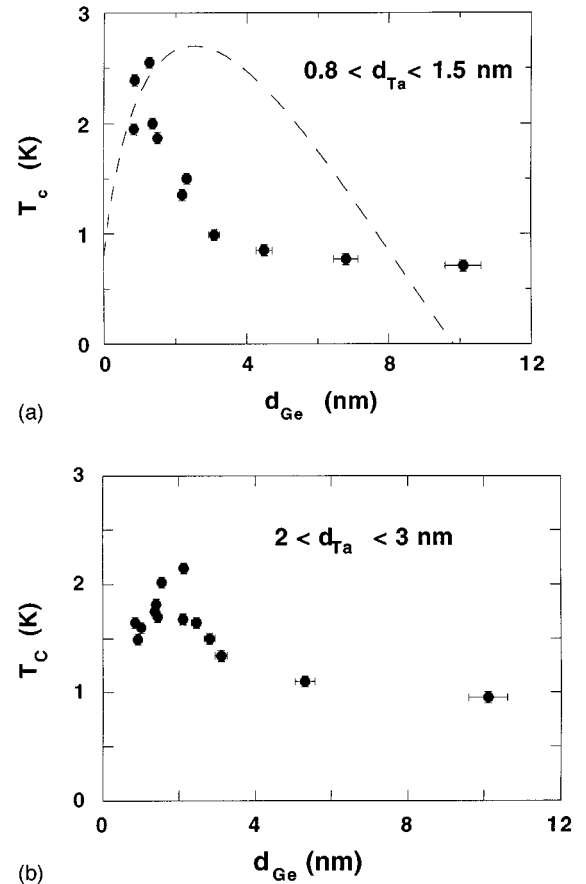 3
0.8 < d_Ta < 1.5 nm
2
T_c (K)
1
0
0 4 8 12
d_Ge (nm)
(a)
3
2 < d_Ta < 3 nm
2
T_C (K)
1
0
0 4 8 12
d_Ge (nm)
(b)